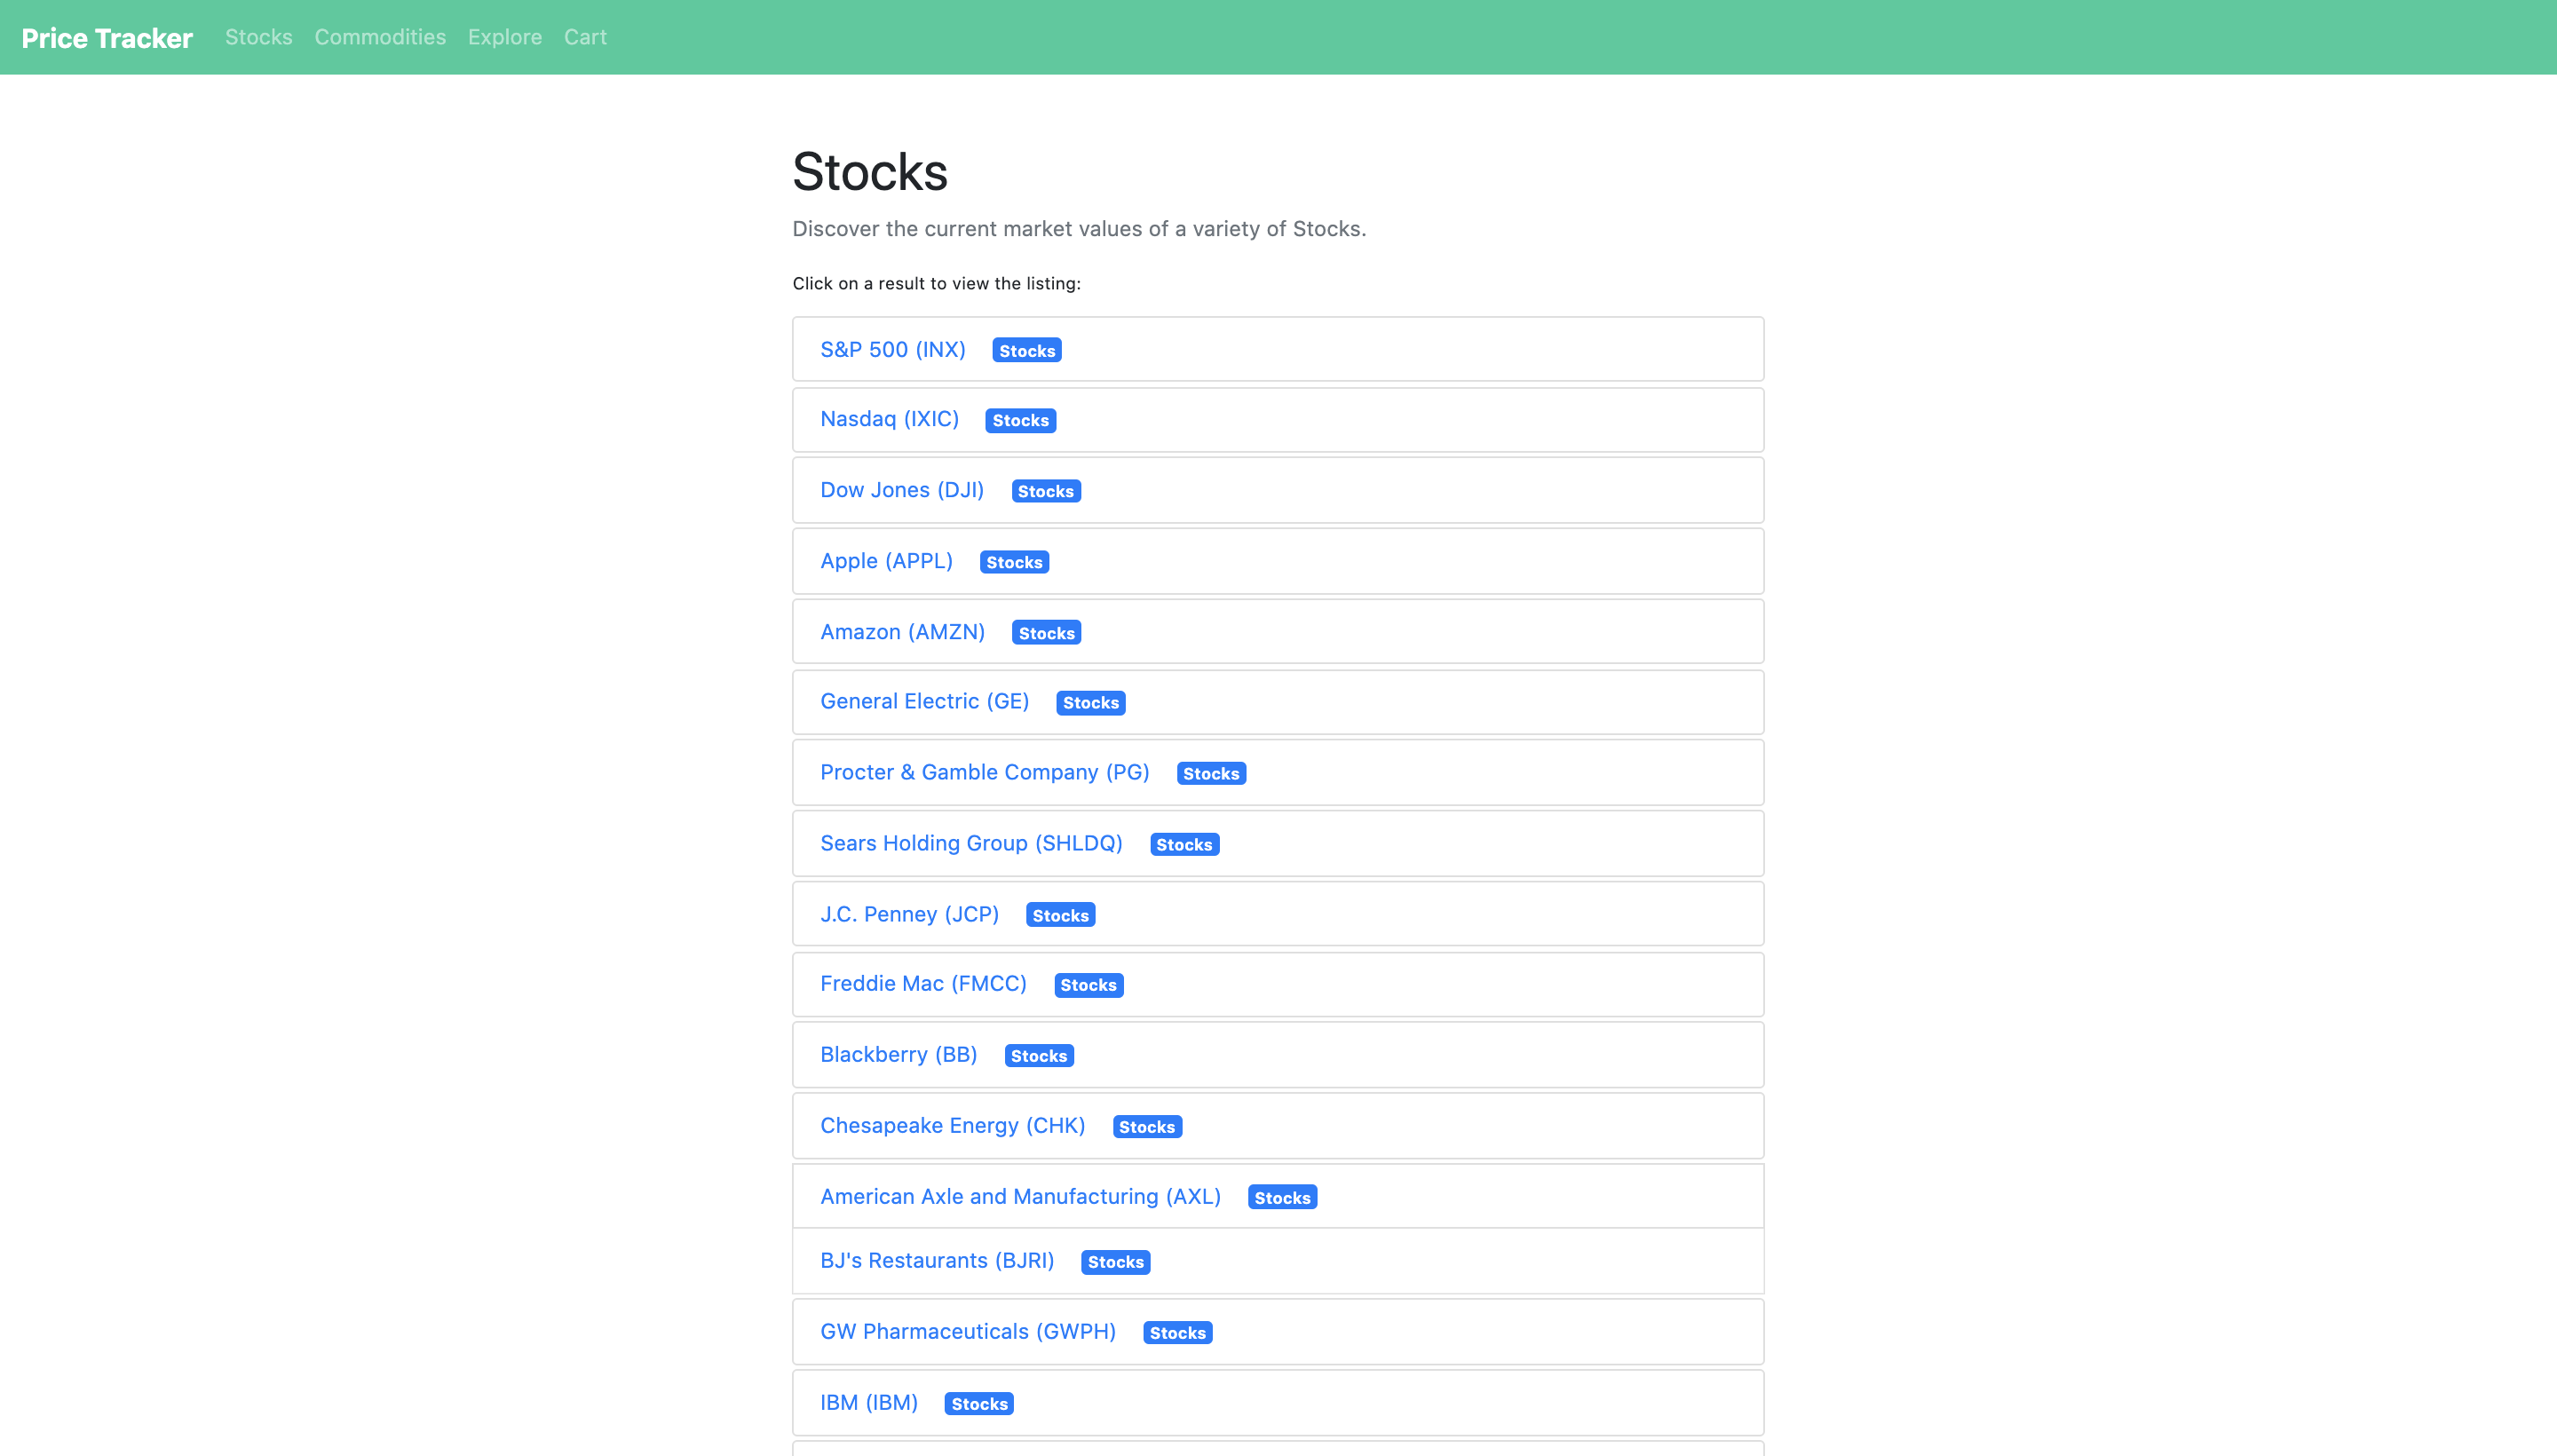 Price Tracker Stocks Commodities Explore Cart
Stocks
Discover the current market values of a variety of Stocks.
Click on a result to view the listing:
S&P 500 (INX) Stocks
Nasdaq (IXIC) Stocks
Dow Jones (DJI) Stocks
Apple (APPL) Stocks
Amazon (AMZN) Stocks
General Electric (GE) Stocks
Procter & Gamble Company (PG) Stocks
Sears Holding Group (SHLDQ) Stocks
J.C. Penney (JCP) Stocks
Freddie Mac (FMCC) Stocks
Blackberry (BB) Stocks
Chesapeake Energy (CHK) Stocks
American Axle and Manufacturing (AXL) Stocks
BJ's Restaurants (BJRI) Stocks
GW Pharmaceuticals (GWPH) Stocks
IBM (IBM) Stocks